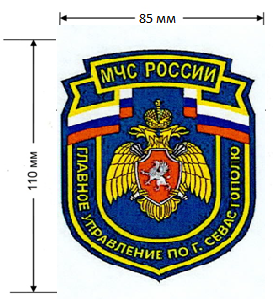 85 мм
110 мм
МЧС РОССИИ
ГЛАВНОЕ УПРАВЛЕНИЕ ПО Г. СЕВАСТОПОЛЮ